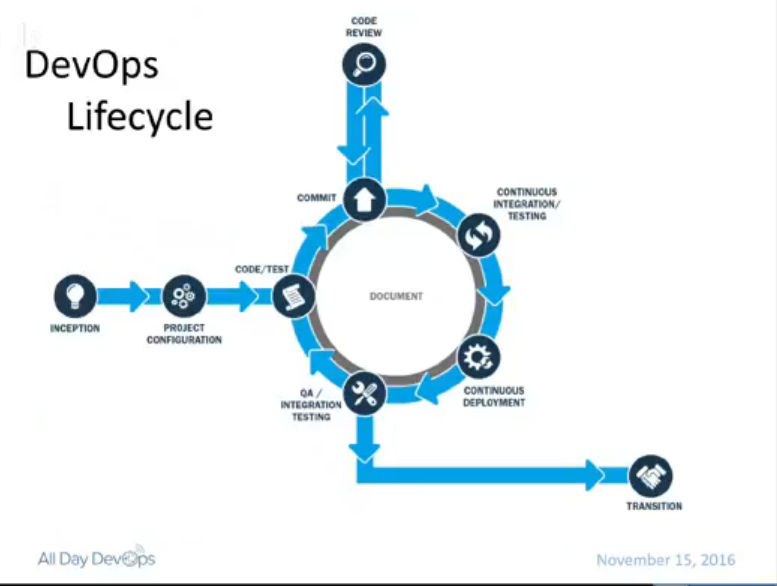 DevOps
Lifecycle
CODE
REVIEW
COMMIT
CONTINUOUS
INTEGRATION/
TESTING
CODE/TEST
DOCUMENT
INCEPTION
PROJECT
CONFIGURATION
QA /
INTEGRATION
TESTING
CONTINUOUS
DEPLOYMENT
TRANSITION
All Day DevOps
November 15, 2016